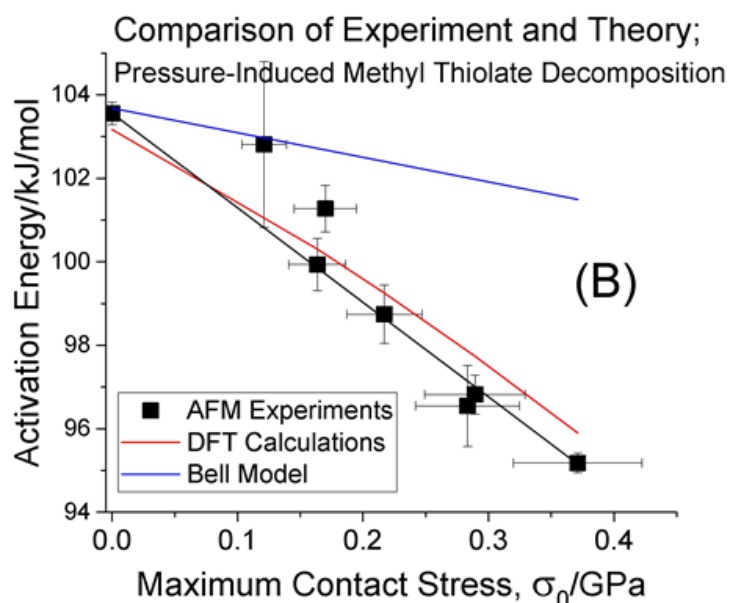 Comparison of Experiment and Theory;
Pressure-Induced Methyl Thiolate Decomposition
Activation Energy/kJ/mol
104
102
100
98
96
94
(B)
AFM Experiments
DFT Calculations
Bell Model
0.0 0.1 0.2 0.3 0.4
Maximum Contact Stress, σ₀/GPa